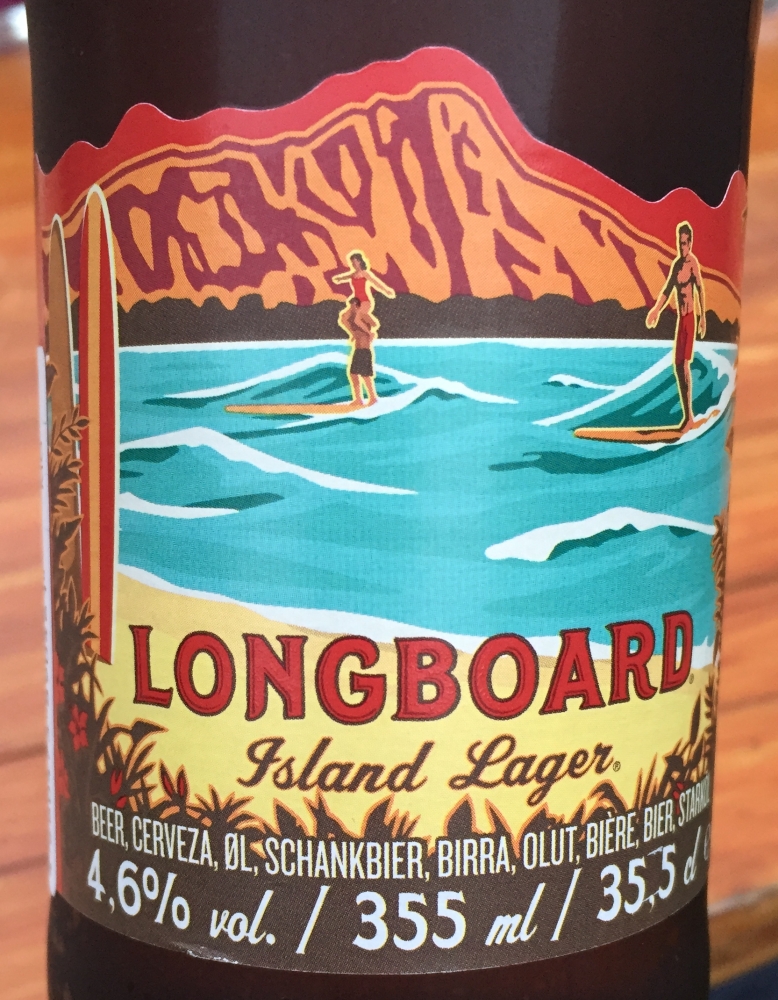 LONGBOARD®
Island Lager®
BEER, CERVEZA, ØL, SCHANKBIER, BIRRA, OLUT, BIÈRE, BIER,
4,6% vol. / 355 ml / 35,5 cl